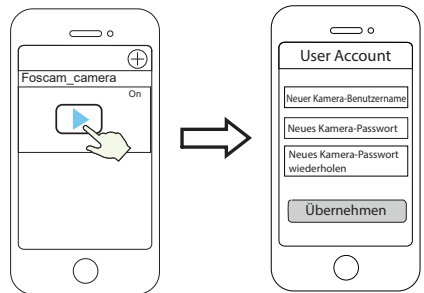 Foscam_camera
On
User Account
Neuer Kamera-Benutzername
Neues Kamera-Passwort
Neues Kamera-Passwort
wiederholen
Übernehmen